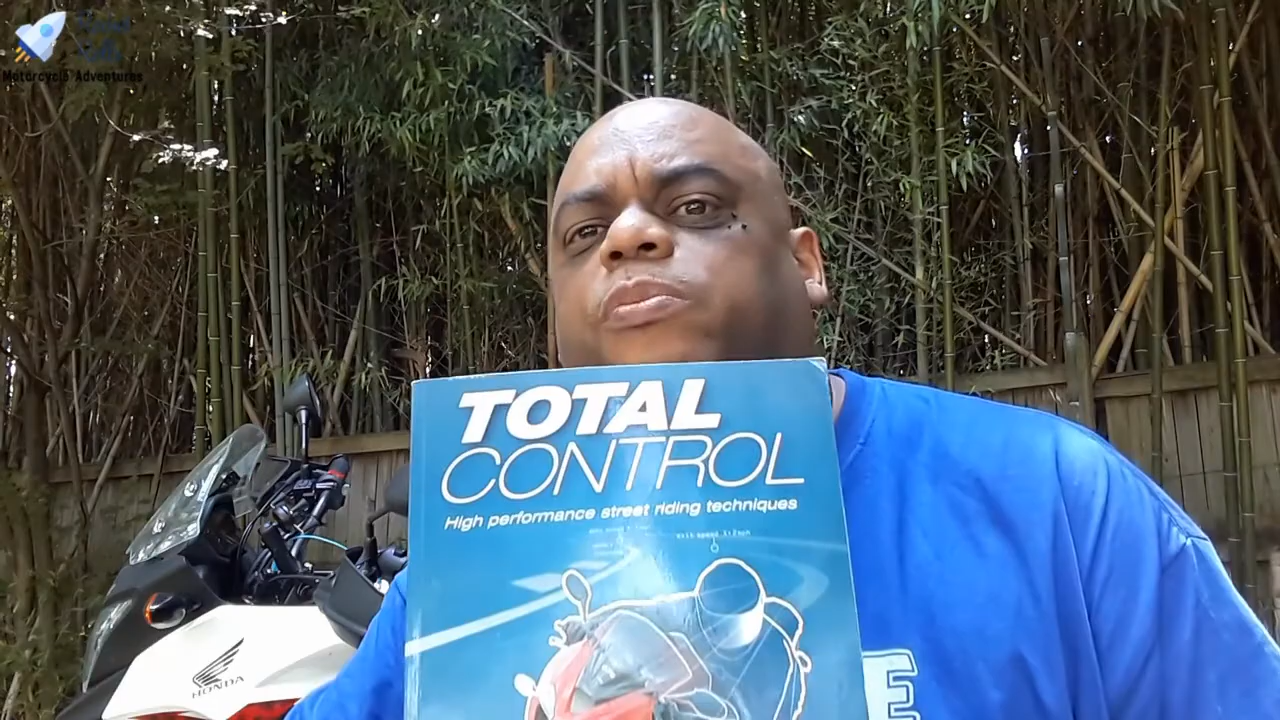 Motorcycle Adventures
TOTAL
CONTROL
High performance street riding techniques
HONDA
E